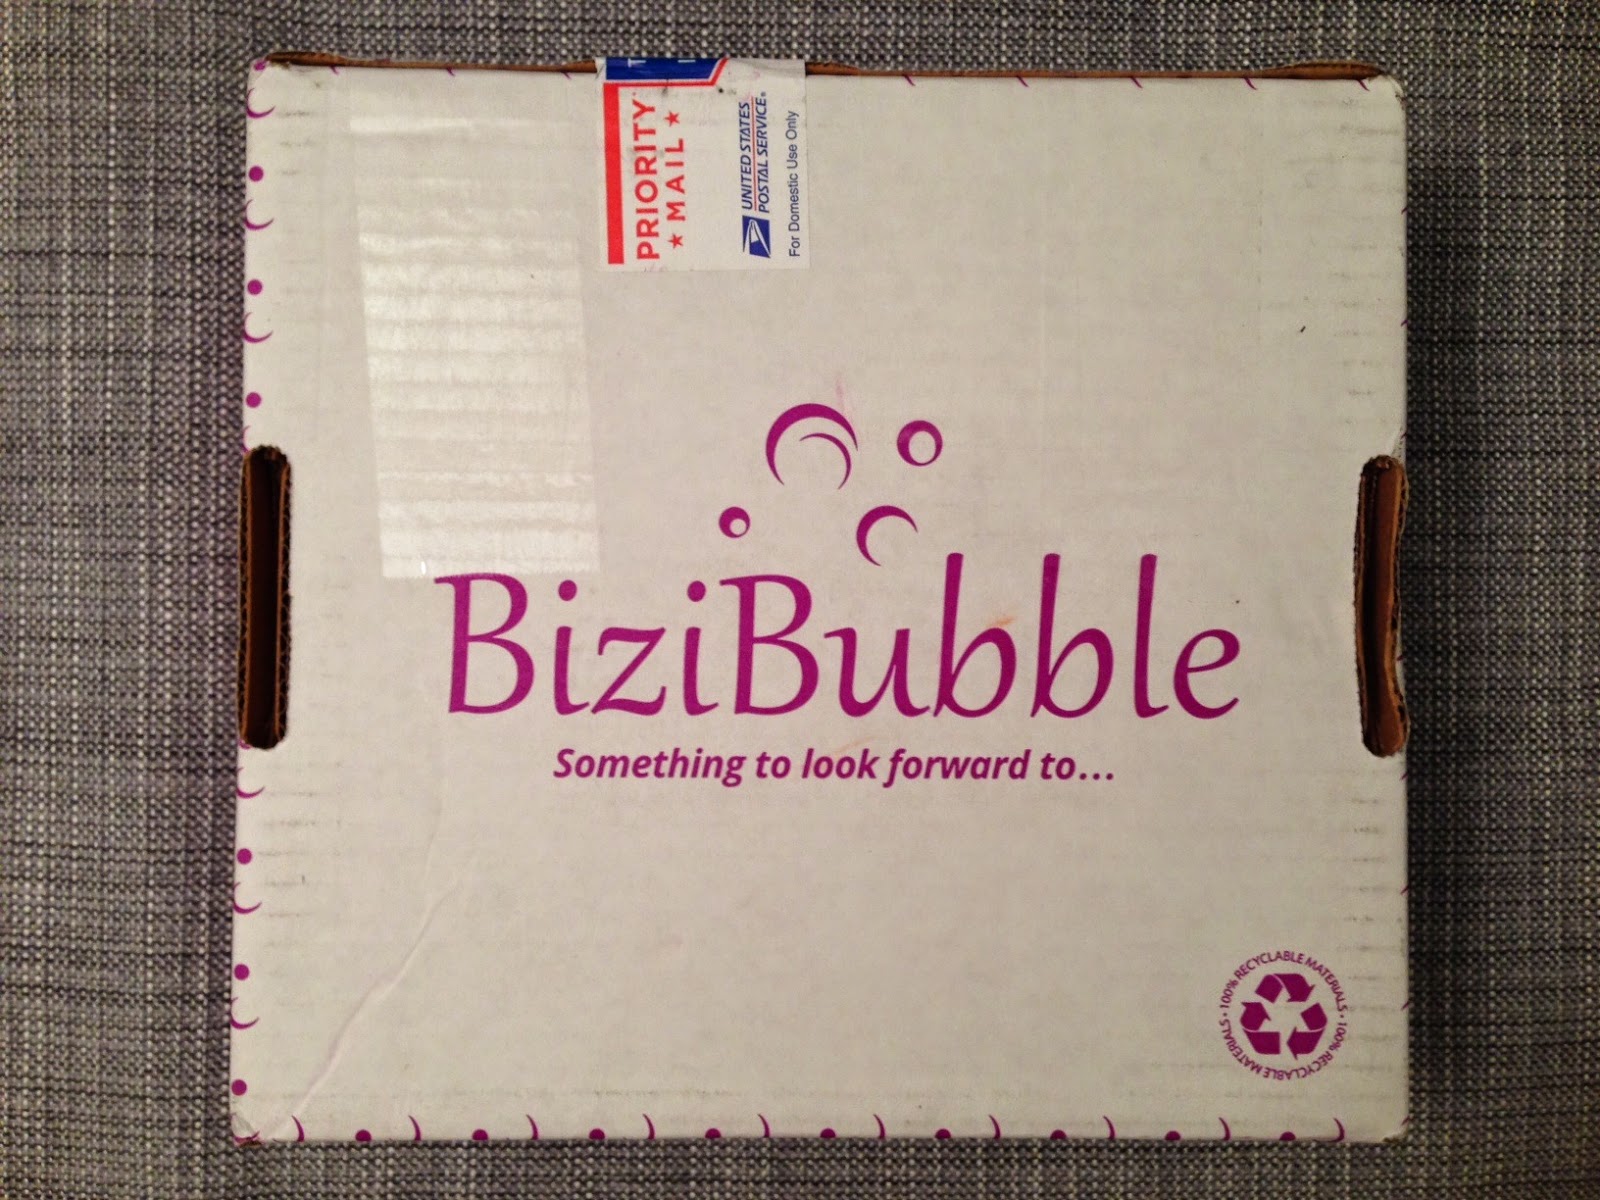 PRIORITY
★ MAIL ★
UNITED STATES
POSTAL SERVICE®
For Domestic Use Only
BiziBubble
Something to look forward to...
100% RECYCLABLE MATERIALS • 100% RECYCLABLE MATERIALS •